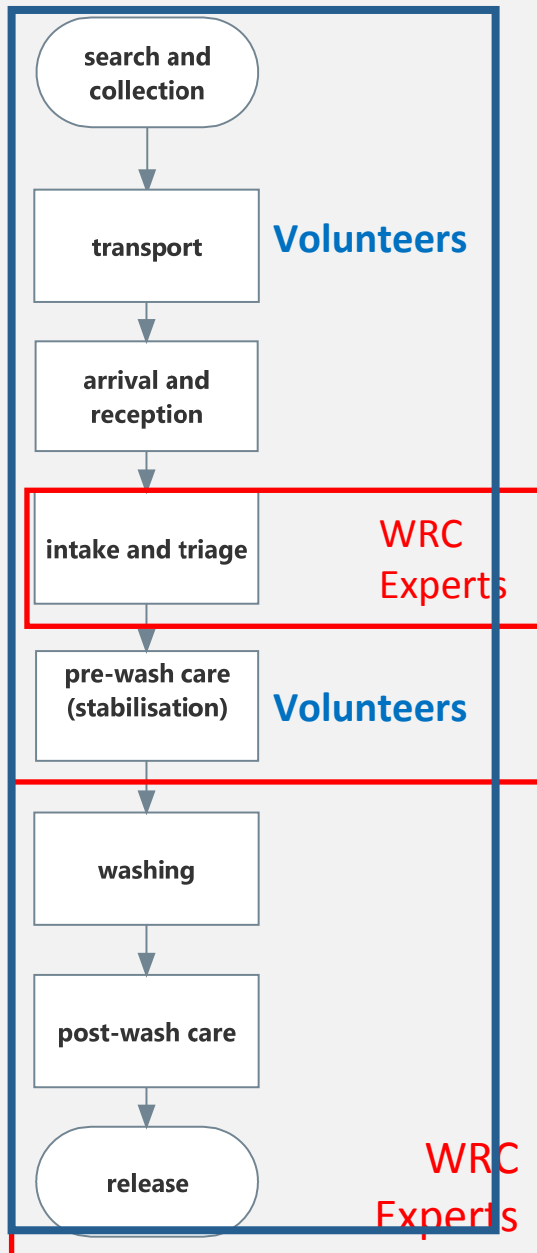 search and
collection
transport
Volunteers
arrival and
reception
intake and triage
WRC
Experts
pre-wash care
(stabilisation)
Volunteers
washing
post-wash care
release
WRC
Experts